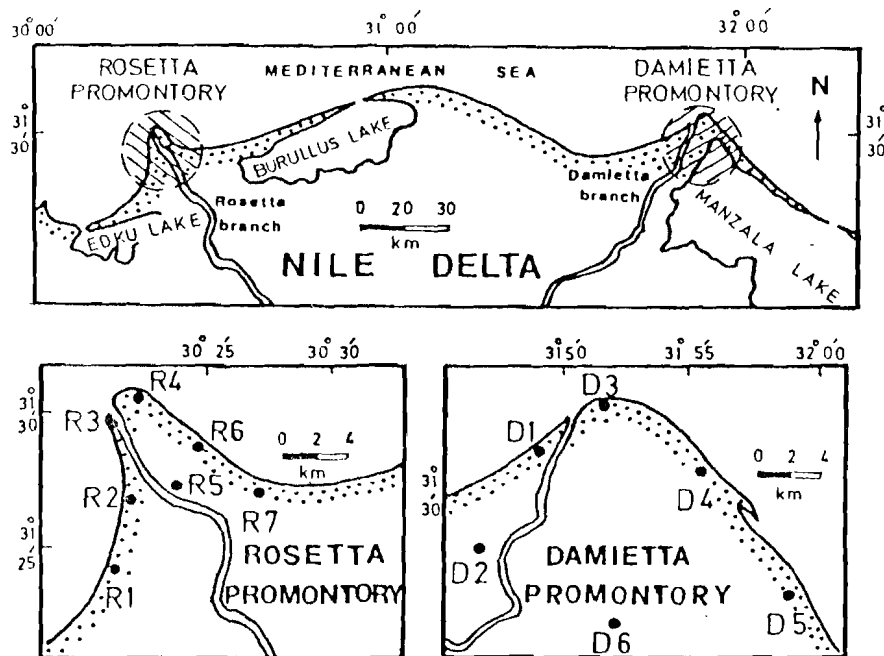 30°00′ 31°00′ 32°00′
ROSETTA PROMONTORY
MEDITERRANEAN SEA
DAMIETTA PROMONTORY
N
31°30′
31°30′
BURULLUS LAKE
Rosetta branch
Damietta branch
EDKU LAKE
MANZALA LAKE
0 20 30
km
NILE DELTA
30°25′ 30°30′
31°30′
31°25′
R4
R3
R6
0 2 4
km
R5
R2
R7
R1
ROSETTA
PROMONTORY
31°50′ 31°55′ 32°00′
31°30′
D3
D1
D4
0 2 4
km
D2
DAMIETTA
PROMONTORY
D5
D6